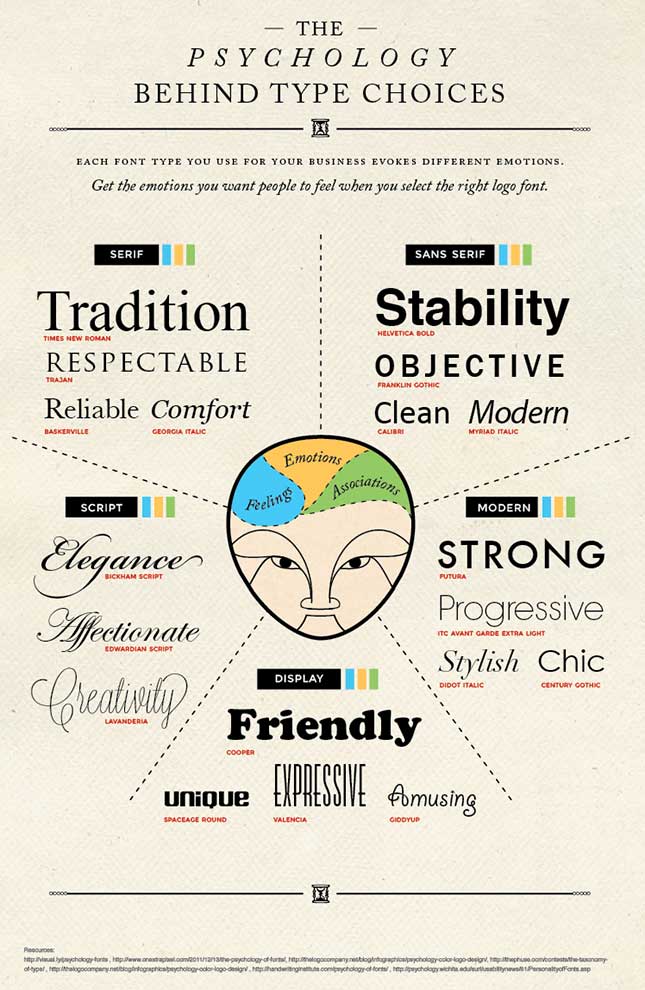 — THE —
PSYCHOLOGY
BEHIND TYPE CHOICES
EACH FONT TYPE YOU USE FOR YOUR BUSINESS EVOKES DIFFERENT EMOTIONS.
Get the emotions you want people to feel when you select the right logo font.
SERIF
Tradition
TIMES NEW ROMAN
RESPECTABLE
TRAJAN
Reliable Comfort
BASKERVILLE GEORGIA ITALIC
SANS SERIF
Stability
HELVETICA BOLD
OBJECTIVE
FRANKLIN GOTHIC
Clean Modern
CALIBRI MYRIAD ITALIC
Emotions
Feelings
Associations
SCRIPT
Elegance
BICKHAM SCRIPT
Affectionate
EDWARDIAN SCRIPT
Creativity
LAVANDERIA
MODERN
STRONG
FUTURA
Progressive
ITC AVANT GARDE EXTRA LIGHT
Stylish Chic
DIDOT ITALIC CENTURY GOTHIC
DISPLAY
Friendly
COOPER
unique EXPRESSIVE Amusing
SPACEAGE ROUND VALENCIA GIDDYUP
Resources:
http://visual.ly/psychology-fonts , http://www.onextrapixel.com/2011/12/13/the-psychology-of-fonts/, http://thelogocompany.net/blog/infographics/psychology-color-logo-design/, http://thephuse.com/contests/the-taxonomy-
of-type/ , http://thelogocompany.net/blog/infographics/psychology-color-logo-design/ , http://handwritinginstitute.com/psychology-of-fonts/ , http://psychology.wichita.edu/surl/usabilitynews/81/PersonalityofFonts.asp